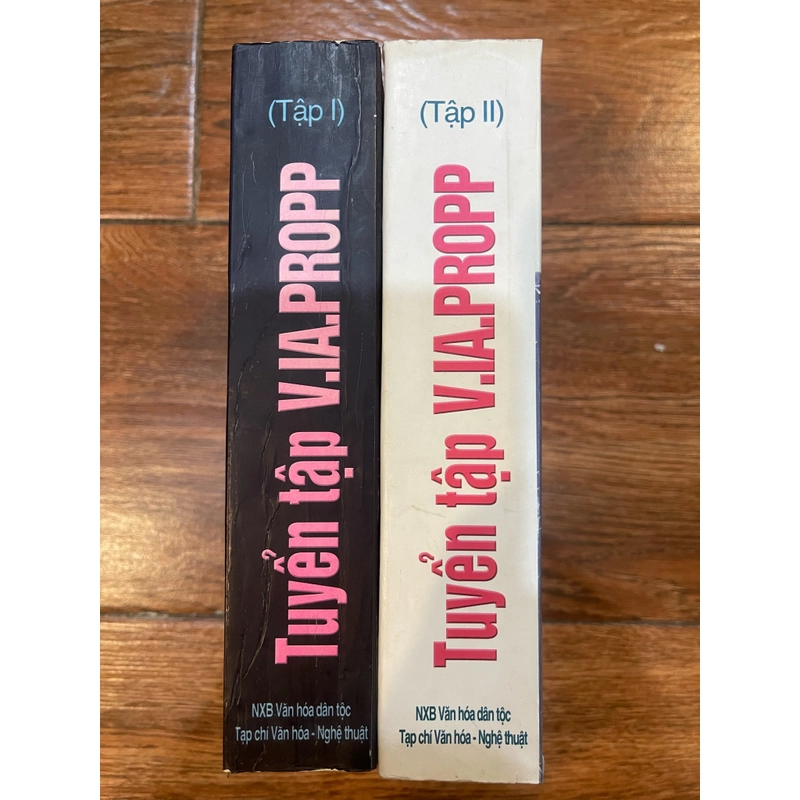 (Tập I)
Tuyển tập V.IA.PROPP
NXB Văn hóa dân tộc
Tạp chí Văn hóa - Nghệ thuật
(Tập II)
Tuyển tập V.IA.PROPP
NXB Văn hóa dân tộc
Tạp chí Văn hóa - Nghệ thuật